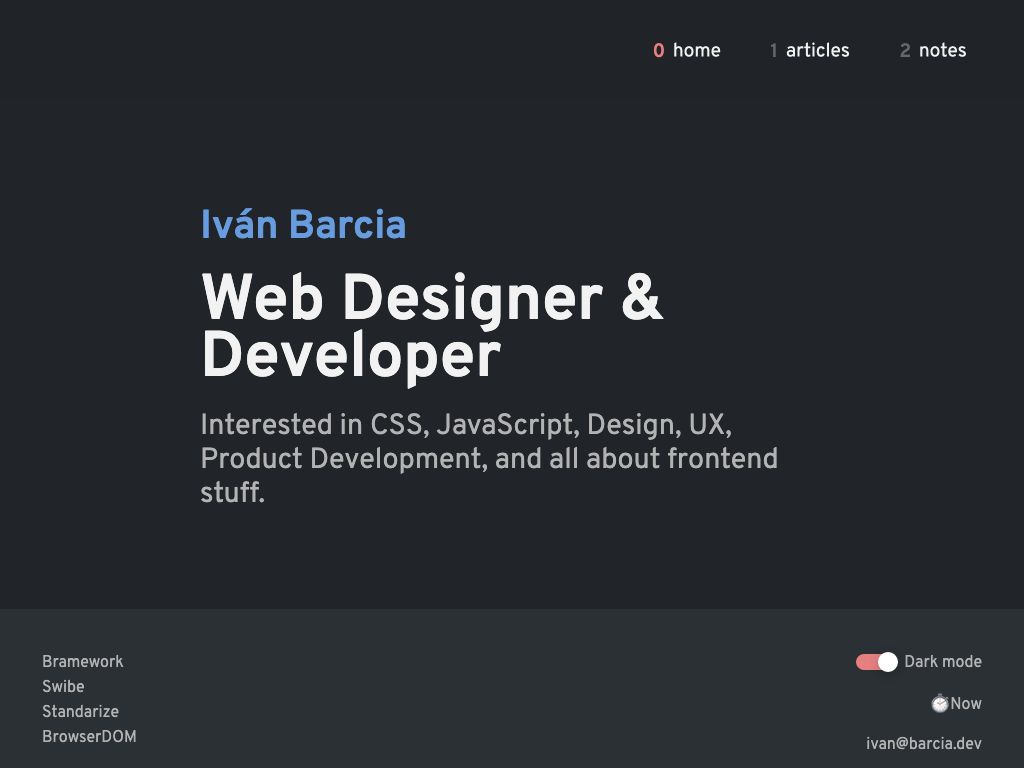 0 home 1 articles 2 notes
Iván Barcia
Web Designer &
Developer
Interested in CSS, JavaScript, Design, UX,
Product Development, and all about frontend
stuff.
Bramework
Swibe
Standarize
BrowserDOM
Dark mode
⏱️Now
ivan@barcia.dev